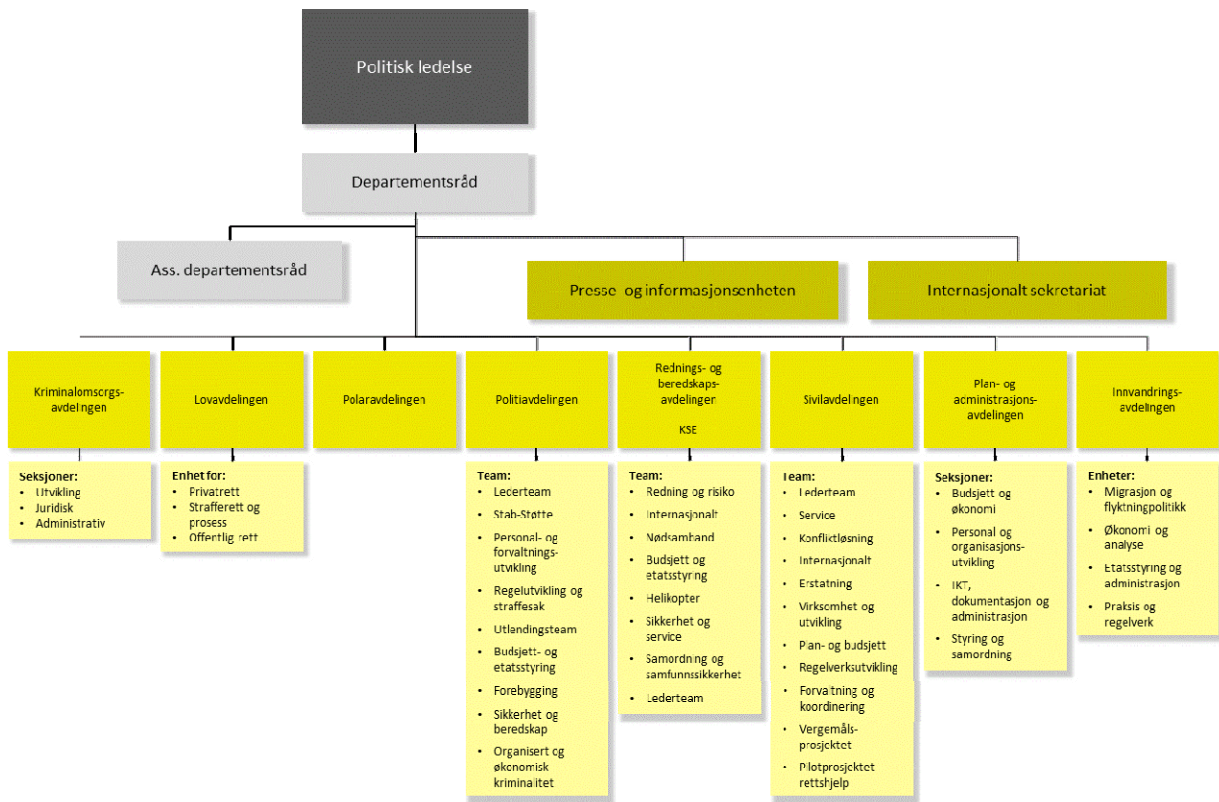 Politisk ledelse
Departementsråd
Ass. departementsråd
Presse og informasjonsenheten
Internasjonalt sekretariat
Kriminalomsorgs-
avdelingen
Lovavdelingen
Polaravdelingen
Politiavdelingen
Rednings- og
beredskaps-
avdelingen
KSE
Sivilavdelingen
Plan- og
administrasjons-
avdelingen
Innvandrings-
avdelingen
Seksjoner:
• Utvikling
• Juridisk
• Administrativ
Enhet for:
• Privatrett
• Strafferett og
prosess
• Offentlig rett
Team:
• Lederteam
• Stab-Støtte
• Personal- og
forvaltnings-
utvikling
• Regelutvikling og
straffesak
• Utlendingsteam
• Budsjett- og
etatsstyring
• Forebygging
• Sikkerhet og
beredskap
• Organisert og
økonomisk
kriminalitet
Team:
• Redning og risiko
• Internasjonalt
• Nødsamband
• Budsjett og
etatsstyring
• Helikopter
• Sikkerhet og
service
• Samordning og
samfunnssikkerhet
• Lederteam
Team:
• Lederteam
• Service
• Konfliktløsning
• Internasjonalt
• Erstatning
• Virksomhet og
utvikling
• Plan- og budsjett
• Regelverksutvikling
• Forvaltning og
koordinering
• Vergemåls-
prosjektet
• Pilotprosjektet
rettshjelp
Seksjoner:
• Budsjett og
økonomi
• Personal og
organisasjons-
utvikling
• IKT,
dokumentasjon og
administrasjon
• Styring og
samordning
Enheter:
• Migrasjon og
flyktningpolitikk
• Økonomi og
analyse
• Etatsstyring og
administrasjon
• Praksis og
regelverk